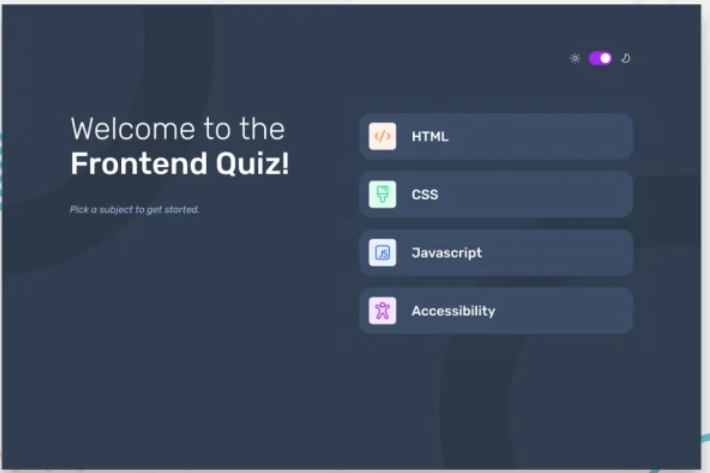 Welcome to the
Frontend Quiz!
Pick a subject to get started.
HTML
CSS
JS
Javascript
Accessibility